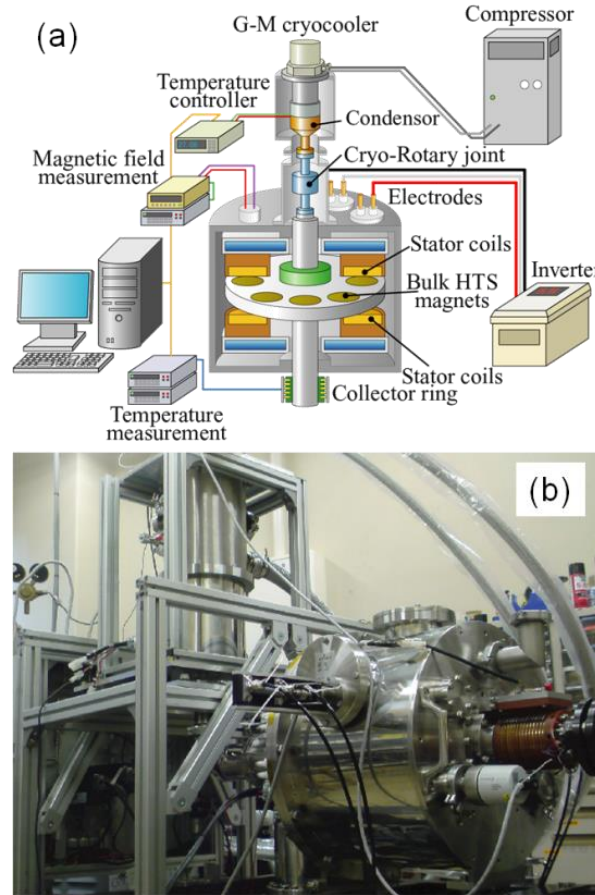 (a)
G-M cryocooler
Compressor
Temperature
controller
Condensor
Magnetic field
measurement
Cryo-Rotary joint
Electrodes
Stator coils
Inverter
Bulk HTS
magnets
Stator coils
Collector ring
Temperature
measurement
(b)